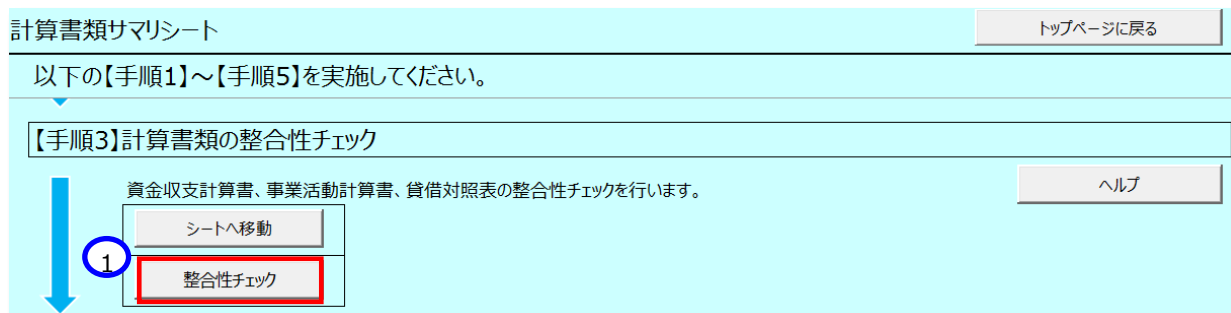 計算書類サマリシート
トップページに戻る
以下の【手順1】～【手順5】を実施してください。
【手順3】計算書類の整合性チェック
資金収支計算書、事業活動計算書、貸借対照表の整合性チェックを行います。
ヘルプ
シートへ移動
1
整合性チェック